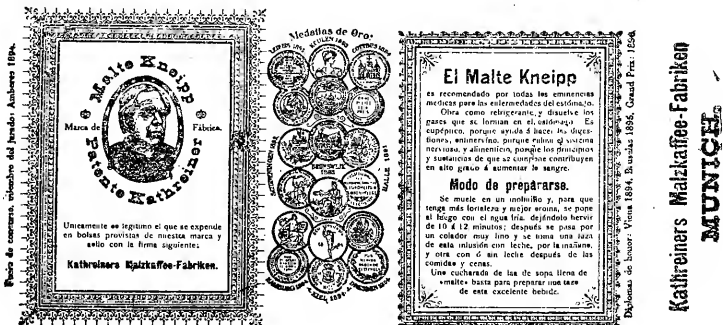 Fuera de concurso, miembro del jurado: Amberes 1894.
Malte Kneipp
Marca de Fábrica.
Patente Kathreiner
Unicamente es legítimo el que se expende
en bolsas provistas de nuestra marca y
sello con la firma siguiente:
Kathreiners Malzkaffee-Fabriken.
Medallas de Oro:
El Malte Kneipp
es recomendado por todas las eminencias
médicas para las enfermedades del estómago.
Obra como refrigerante, y disuelve los
gases que se forman en el estómago. Es
eupéptico, porque ayuda á hacer las diges-
tiones, antinervino, porque calma el sistema
nervioso, y alimenticio, porque los principios
y sustancias de que se compone contribuyen
en alto grado á aumentar la sangre.
Modo de prepararse.
Se muele en un molinillo y, para que
tenga más fortaleza y mejor aroma, se pone
al fuego con el agua fría, dejándolo hervir
de 10 á 12 minutos; después se pasa por
un colador muy fino y se toma una taza
de esta infusión con leche, por la mañana,
y otra con ó sin leche después de las
comidas y cenas.
Una cucharada de las de sopa llena de
»malte« basta para preparar una taza
de esta excelente bebida.
Diplomas de honor: Viena 1894, Bruselas 1895, Grand Prix: 1896
Kathreiners Malzkaffee-Fabriken
MUNICH.